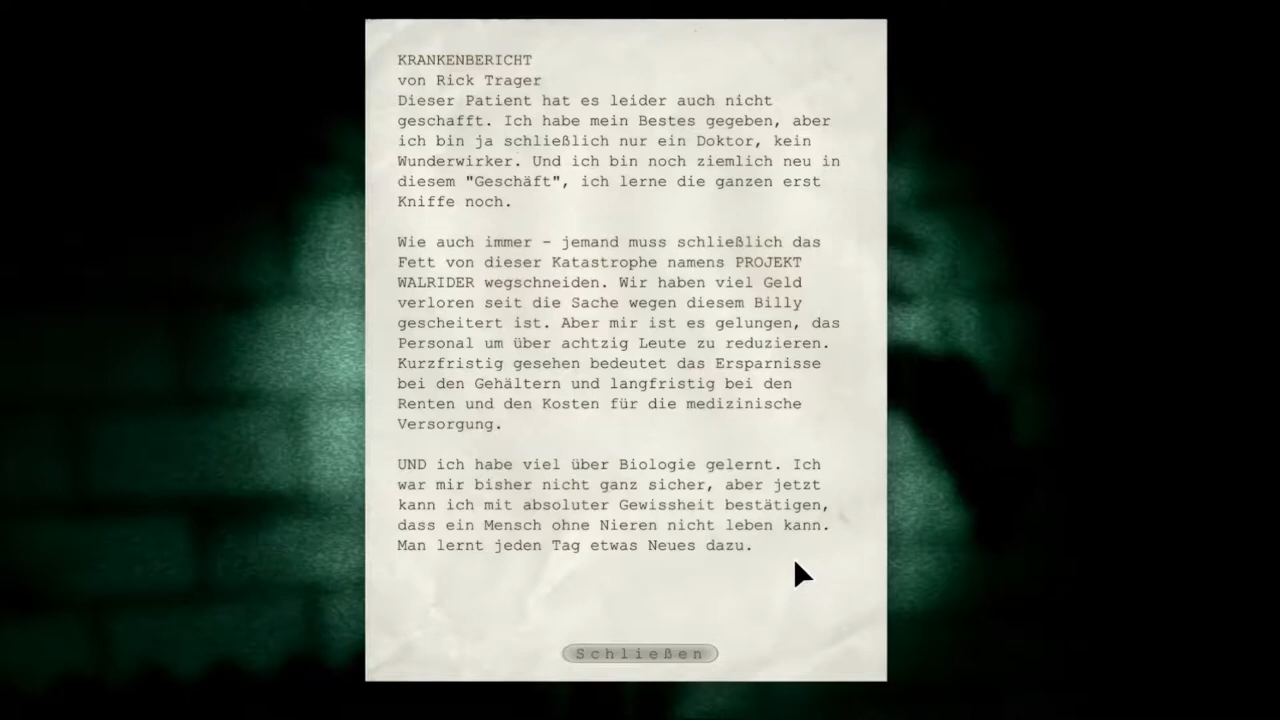 KRANKENBERICHT
von Rick Trager
Dieser Patient hat es leider auch nicht
geschafft. Ich habe mein Bestes gegeben, aber
ich bin ja schließlich nur ein Doktor, kein
Wunderwirker. Und ich bin noch ziemlich neu in
diesem "Geschäft", ich lerne die ganzen erst
Kniffe noch.
Wie auch immer – jemand muss schließlich das
Fett von dieser Katastrophe namens PROJEKT
WALRIDER wegschneiden. Wir haben viel Geld
verloren seit die Sache wegen diesem Billy
gescheitert ist. Aber mir ist es gelungen, das
Personal um über achtzig Leute zu reduzieren.
Kurzfristig gesehen bedeutet das Ersparnisse
bei den Gehältern und langfristig bei den
Renten und den Kosten für die medizinische
Versorgung.
UND ich habe viel über Biologie gelernt. Ich
war mir bisher nicht ganz sicher, aber jetzt
kann ich mit absoluter Gewissheit bestätigen,
dass ein Mensch ohne Nieren nicht leben kann.
Man lernt jeden Tag etwas Neues dazu.
Schließen